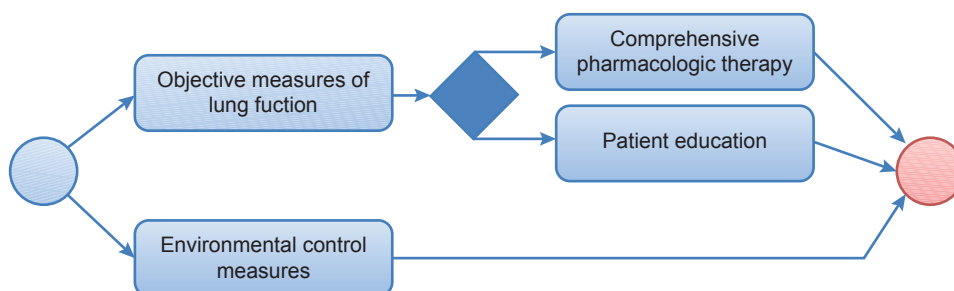 Objective measures of
lung fuction
Comprehensive
pharmacologic therapy
Patient education
Environmental control
measures